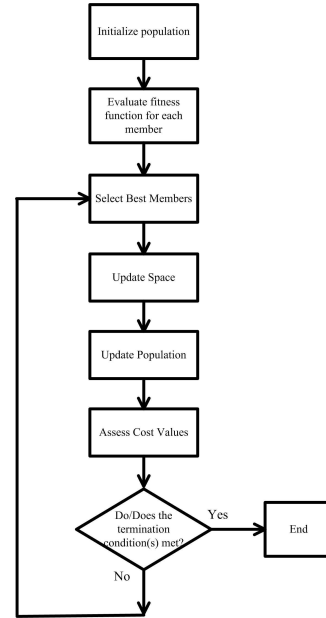 Initialize population
Evaluate fitness
function for each
member
Select Best Members
Update Space
Update Population
Assess Cost Values
Do/Does the
termination
condition(s) met?
Yes
End
No